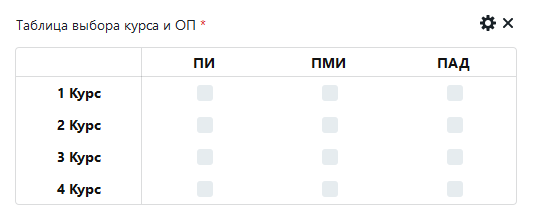 Таблица выбора курса и ОП *
ПИ ПМИ ПАД
1 Курс
2 Курс
3 Курс
4 Курс